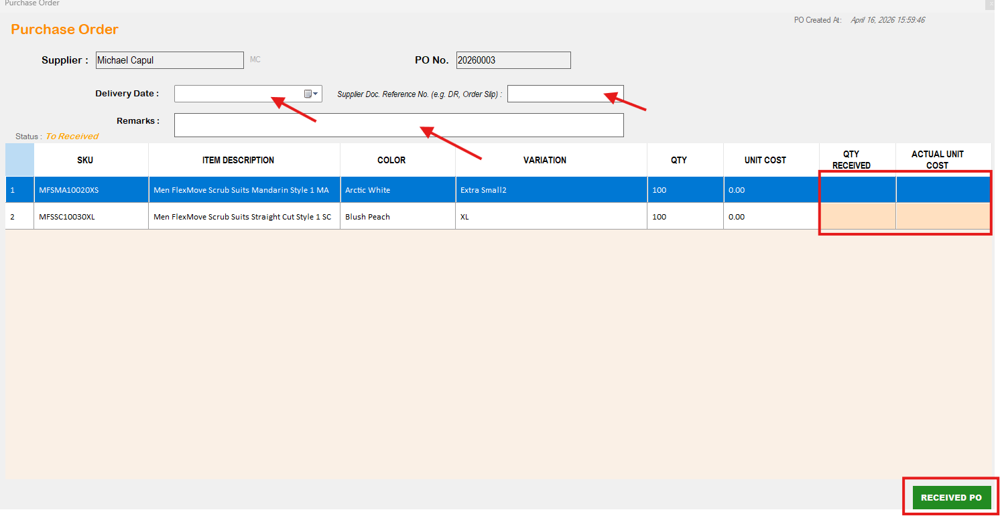 Purchase Order
PO Created At: April 16, 2026 15:59:46
Purchase Order
Supplier : Michael Capul MC PO No. 20260003
Delivery Date : Supplier Doc. Reference No. (e.g. DR, Order Slip) :
Remarks :
Status : To Received
SKU ITEM DESCRIPTION COLOR VARIATION QTY UNIT COST QTY RECEIVED ACTUAL UNIT COST
1 MFSMA10020XS Men FlexMove Scrub Suits Mandarin Style 1 MA Arctic White Extra Small2 100 0.00
2 MFSSC10030XL Men FlexMove Scrub Suits Straight Cut Style 1 SC Blush Peach XL 100 0.00
RECEIVED PO